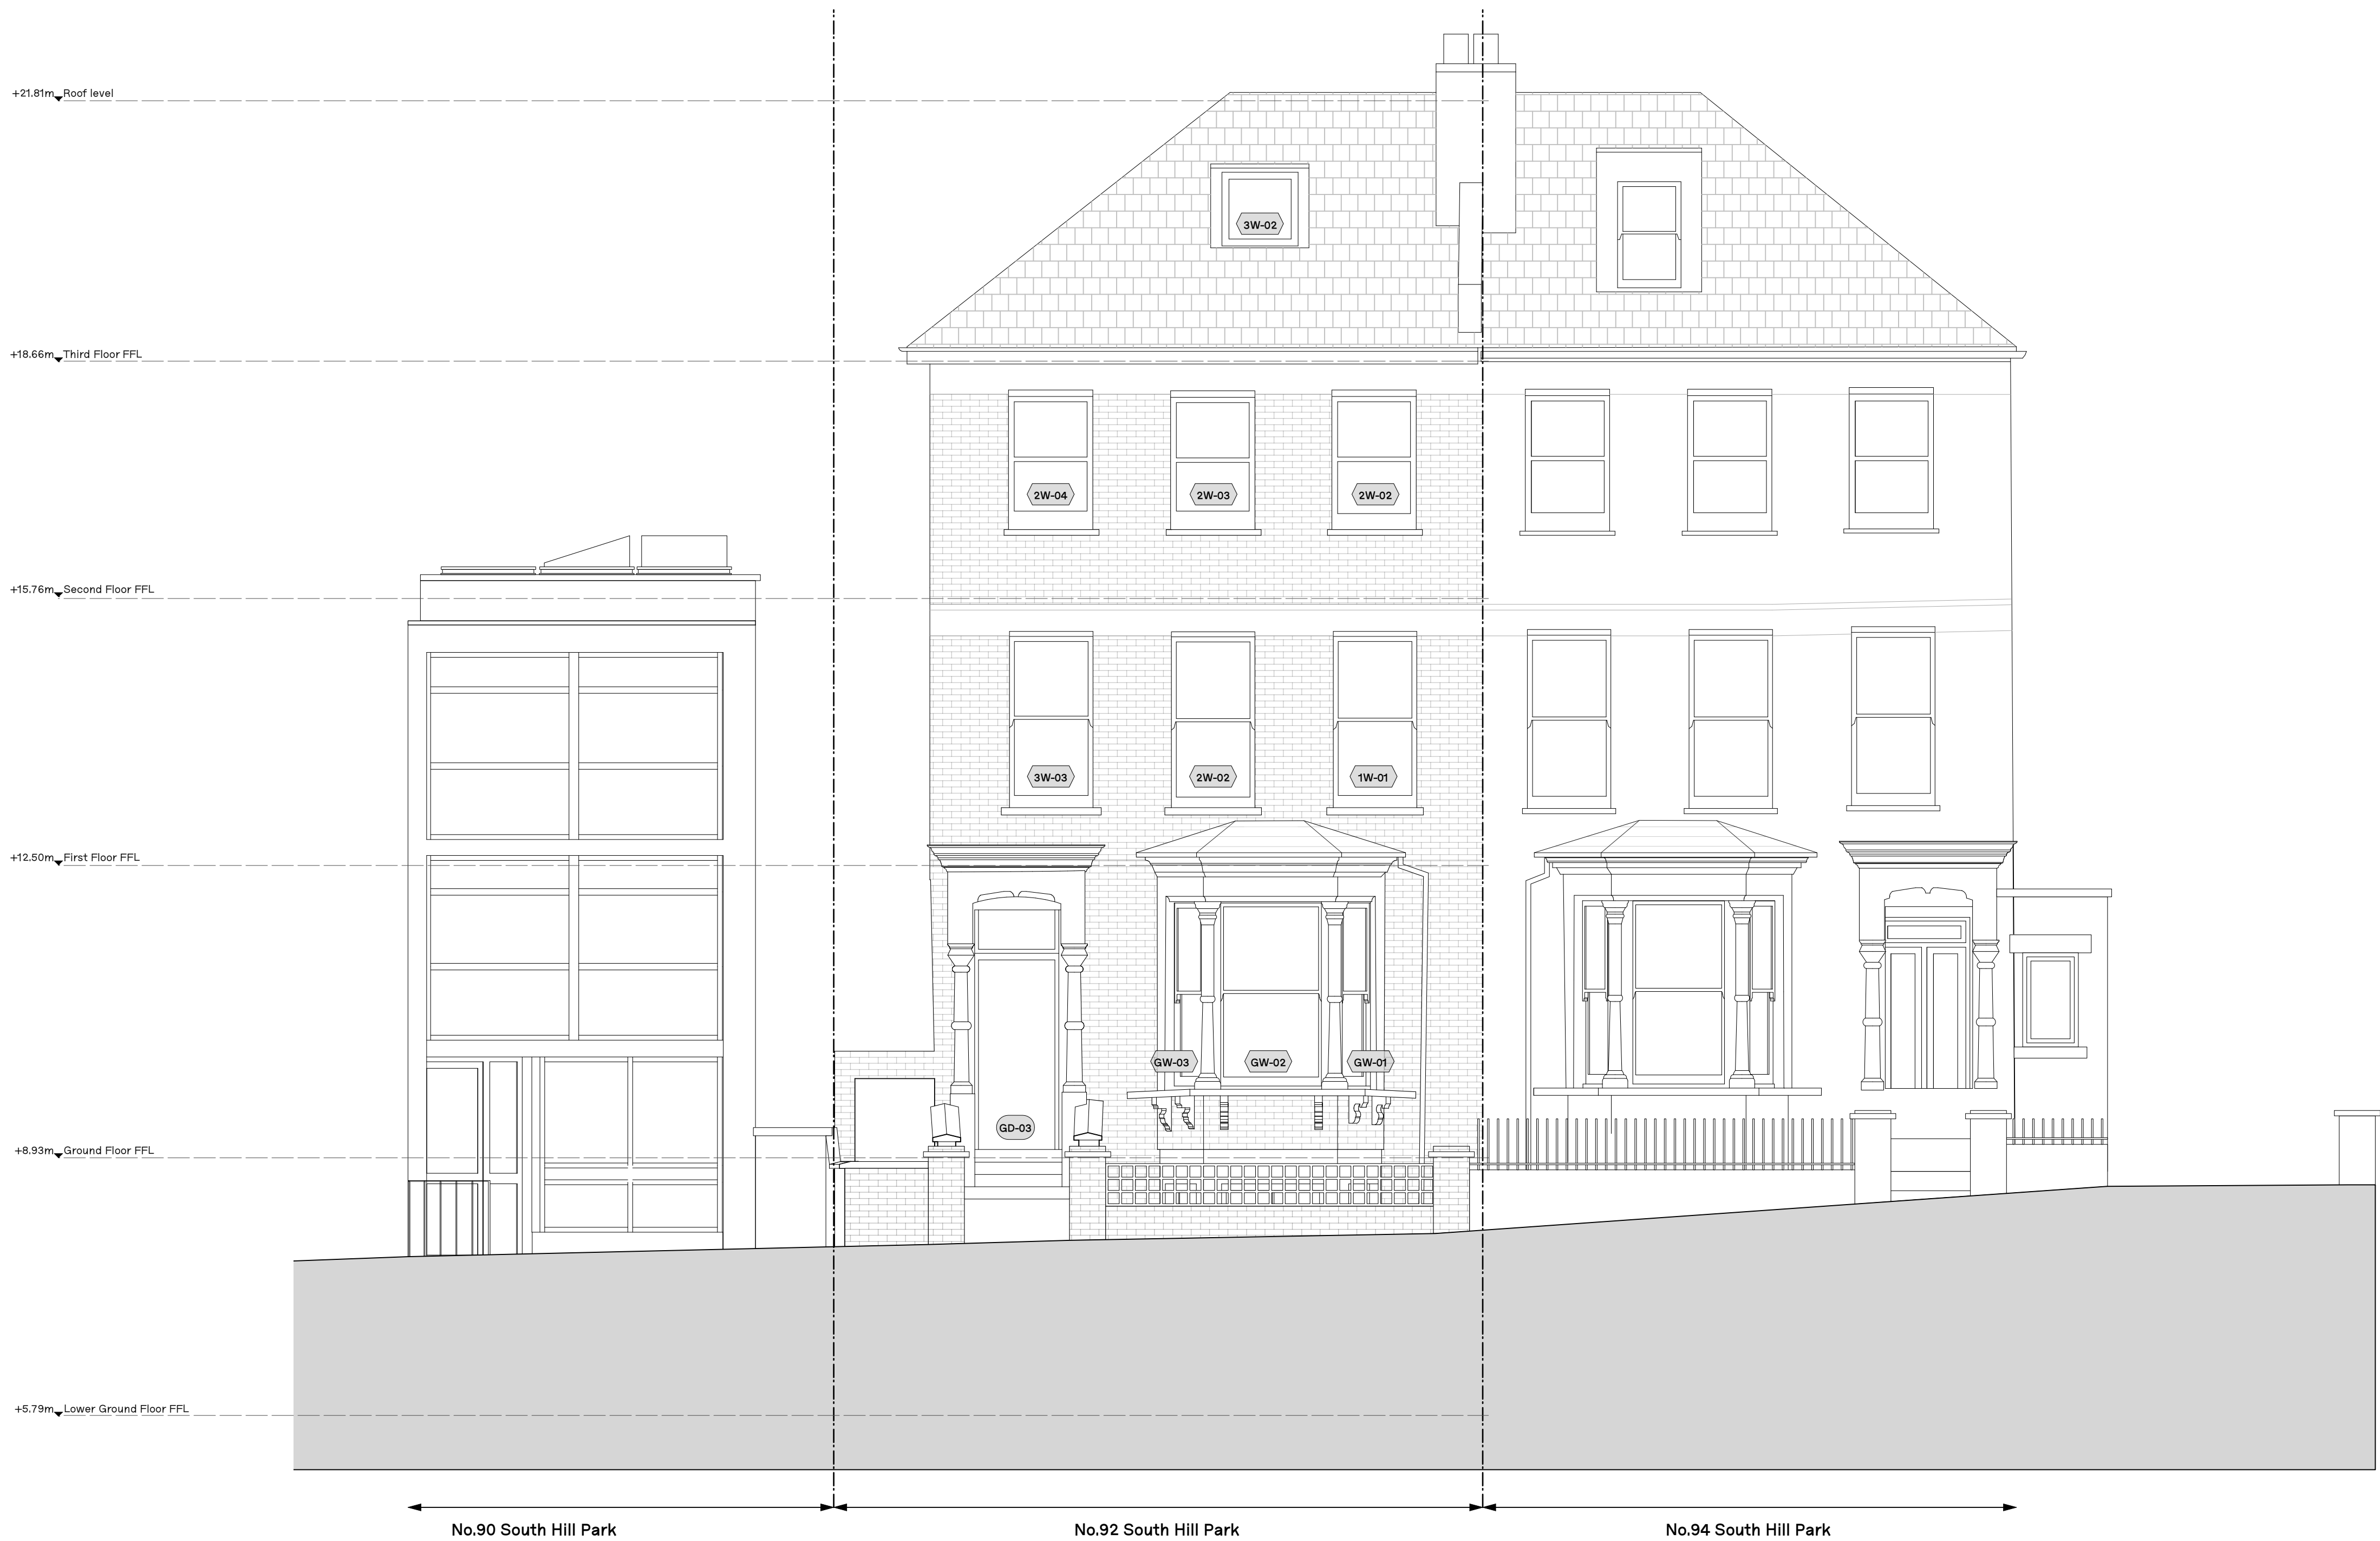 +21.81m Roof level
3W-02
+18.66m Third Floor FFL
2W-04 2W-03 2W-02
+15.76m Second Floor FFL
3W-03 2W-02 1W-01
+12.50m First Floor FFL
GW-03 GW-02 GW-01
GD-03
+8.93m Ground Floor FFL
+5.79m Lower Ground Floor FFL
No.90 South Hill Park No.92 South Hill Park No.94 South Hill Park